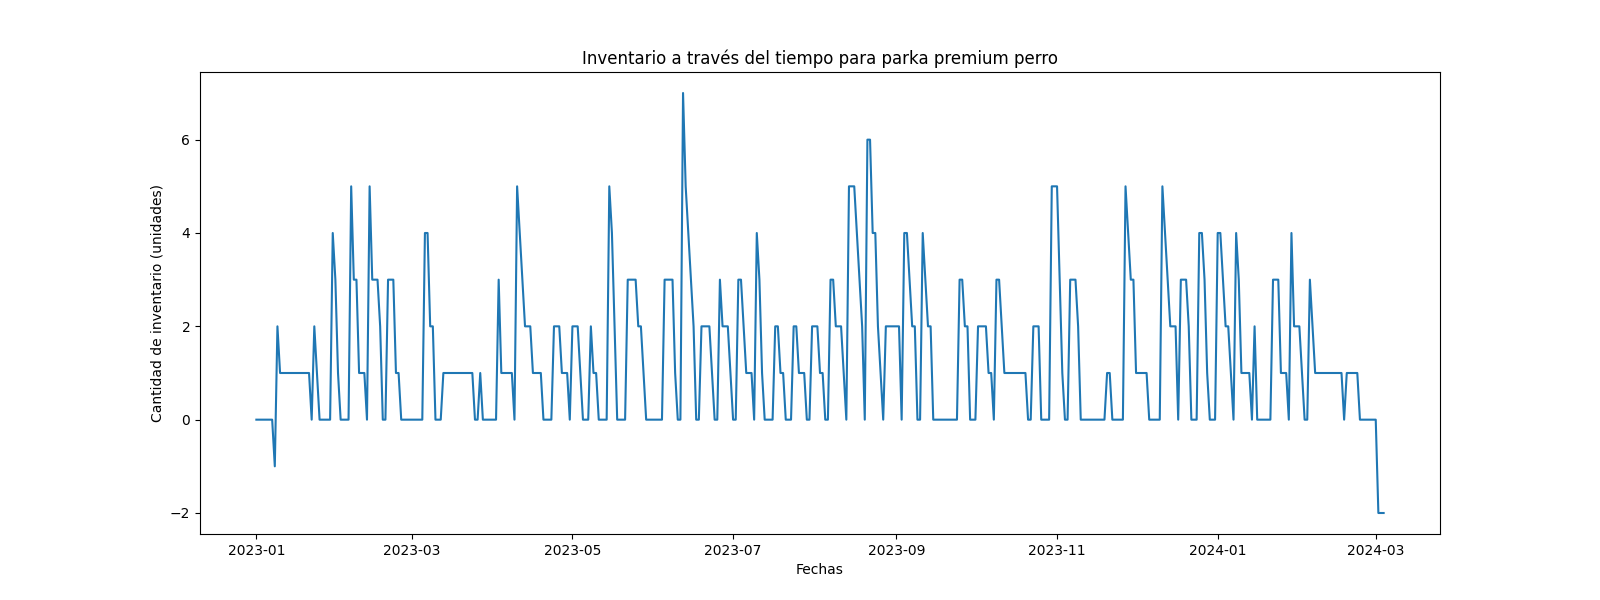 Inventario a través del tiempo para parka premium perro
Cantidad de inventario (unidades)
6
4
2
0
−2
2023-01 2023-03 2023-05 2023-07 2023-09 2023-11 2024-01 2024-03
Fechas